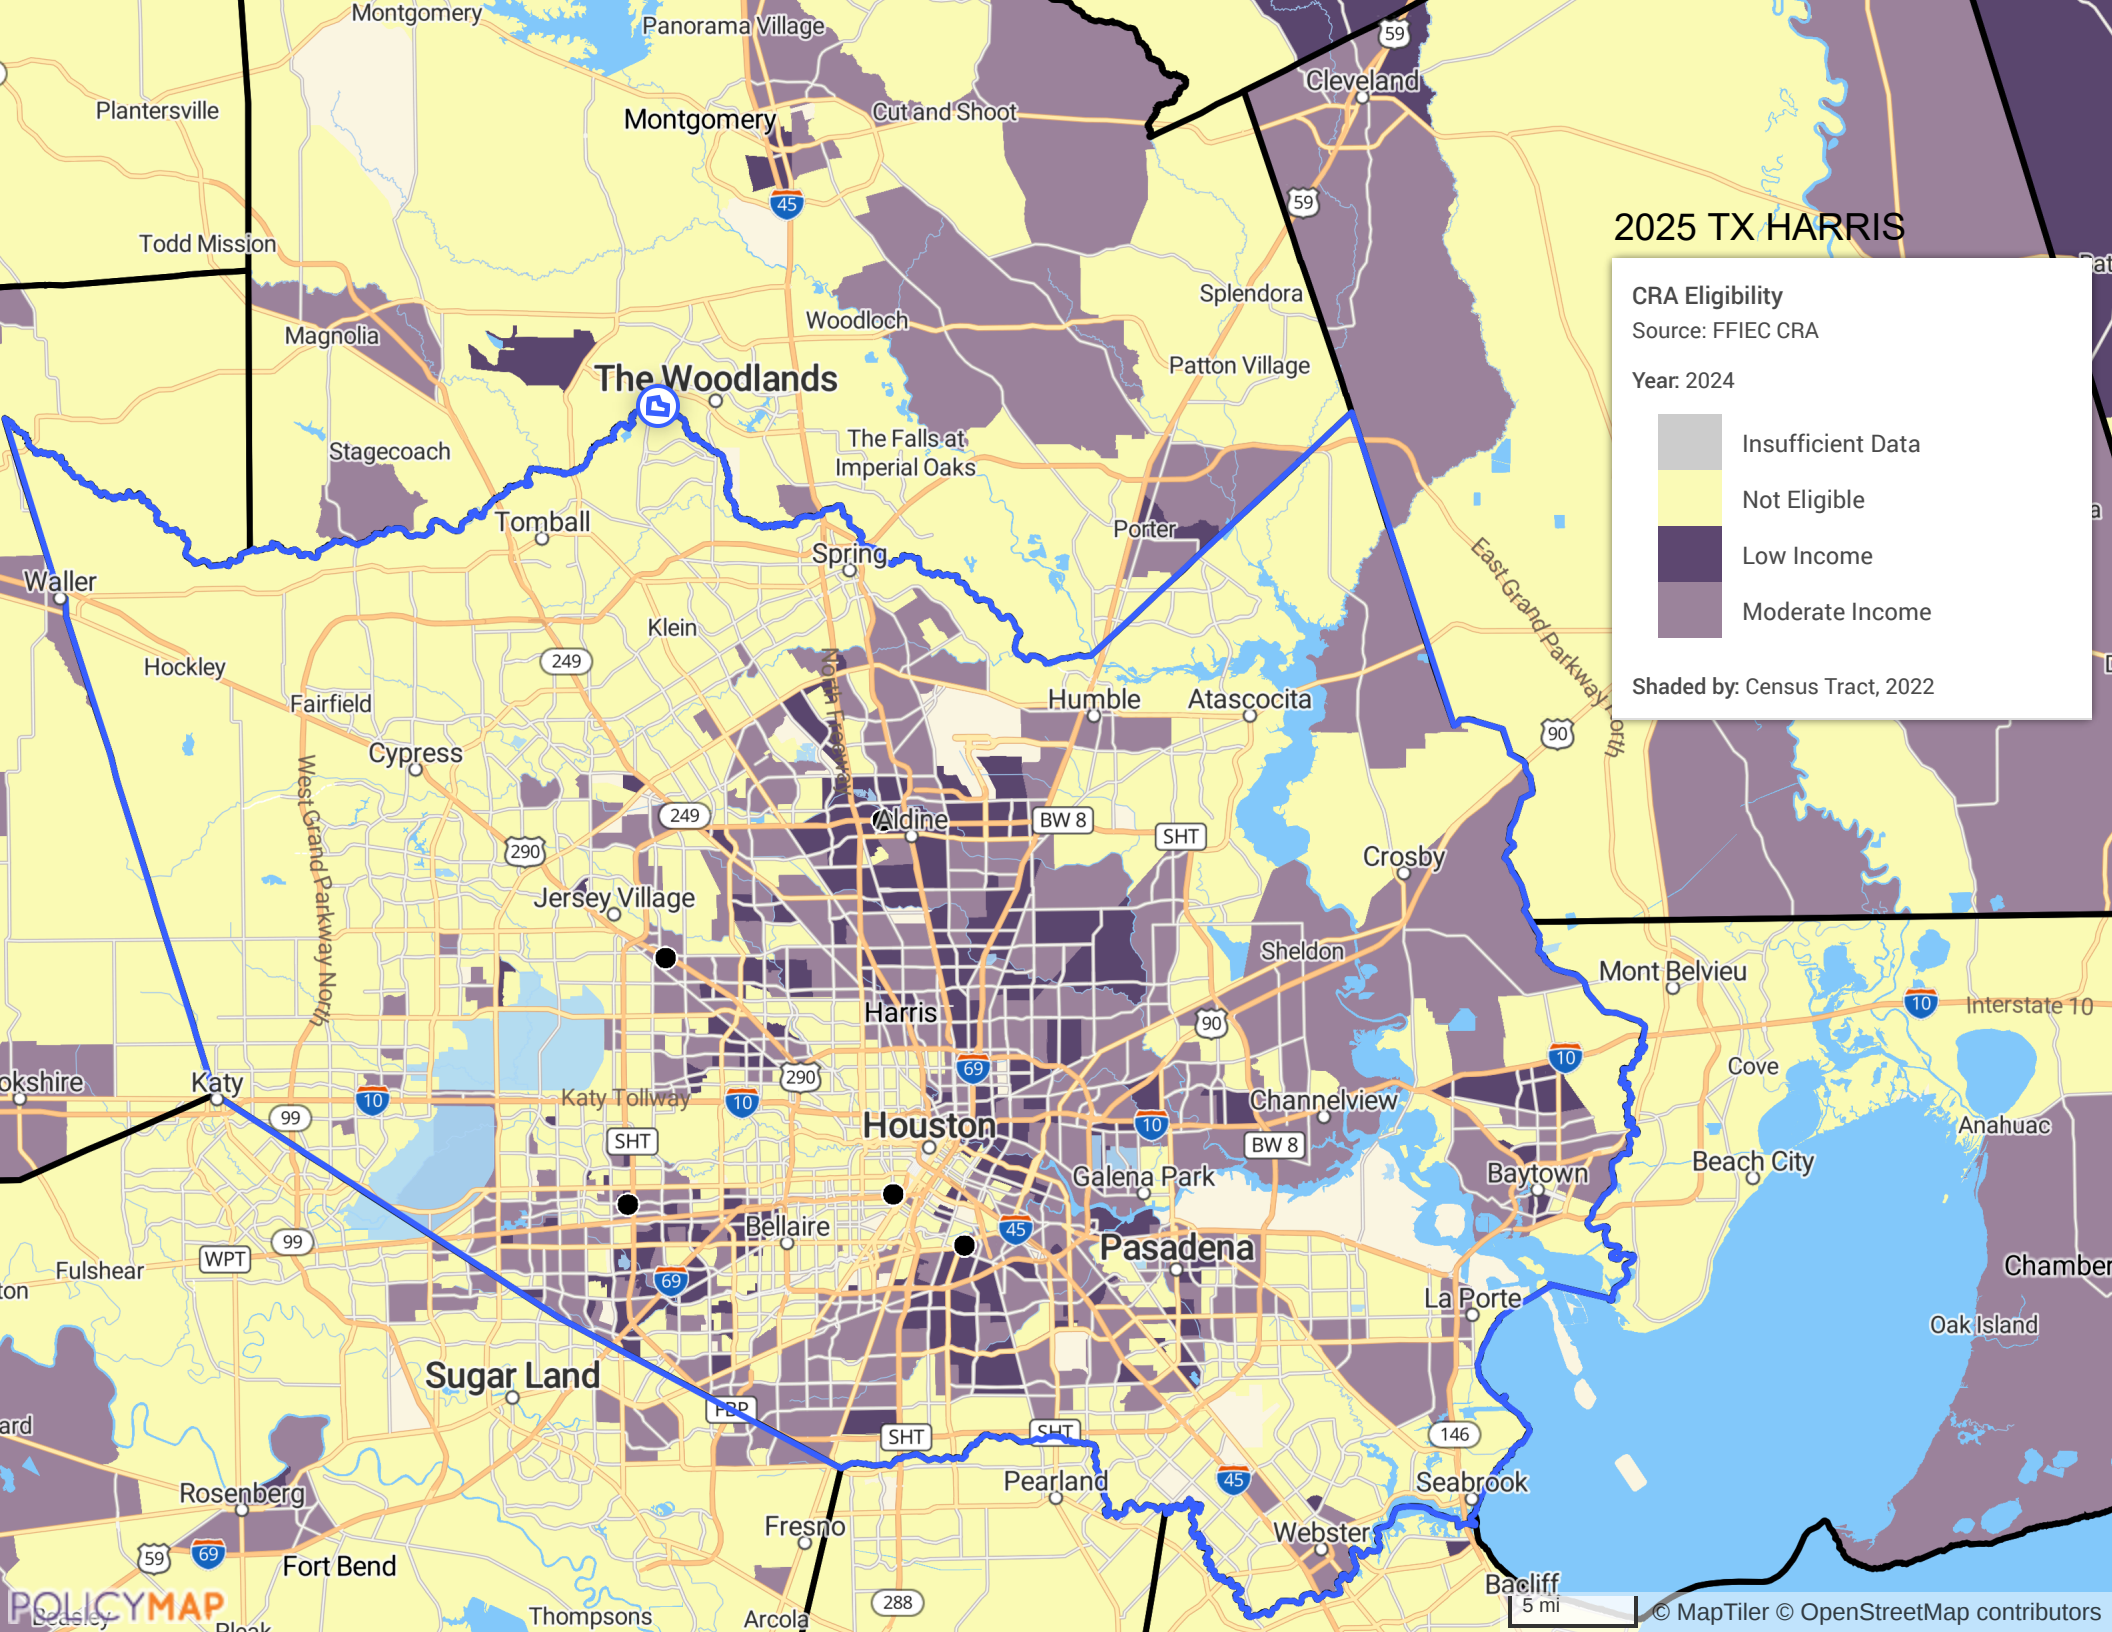 Montgomery
Panorama Village
59
Cleveland
Plantersville
Montgomery
Cut and Shoot
45
59
2025 TX HARRIS
Todd Mission
CRA Eligibility
Source: FFIEC CRA
Year: 2024
Insufficient Data
Not Eligible
Low Income
Moderate Income
Shaded by: Census Tract, 2022
Splendora
Magnolia
Woodloch
Patton Village
The Woodlands
Stagecoach
The Falls at
Imperial Oaks
Tomball
Porter
Spring
Waller
East Grand Parkway North
Klein
249
Hockley
North Freeway
Fairfield
Humble
Atascocita
90
Cypress
West Grand Parkway North
249
Aldine
BW 8
SHT
290
Crosby
Jersey Village
Sheldon
Mont Belvieu
Harris
10
Interstate 10
90
69
10
Cove
okshire
Katy
290
10
Katy Tollway
10
99
Houston
10
Channelview
Anahuac
SHT
BW 8
Galena Park
Baytown
Beach City
Bellaire
45
99
WPT
Pasadena
Fulshear
69
Chamber
ton
La Porte
Oak Island
Sugar Land
FBP
ard
SHT
SHT
146
Pearland
45
Seabrook
Rosenberg
Fresno
Webster
59
69
Fort Bend
Bacliff
POLICYMAP
Beasley
Pleak
Thompsons
Arcola
288
5 mi
© MapTiler © OpenStreetMap contributors